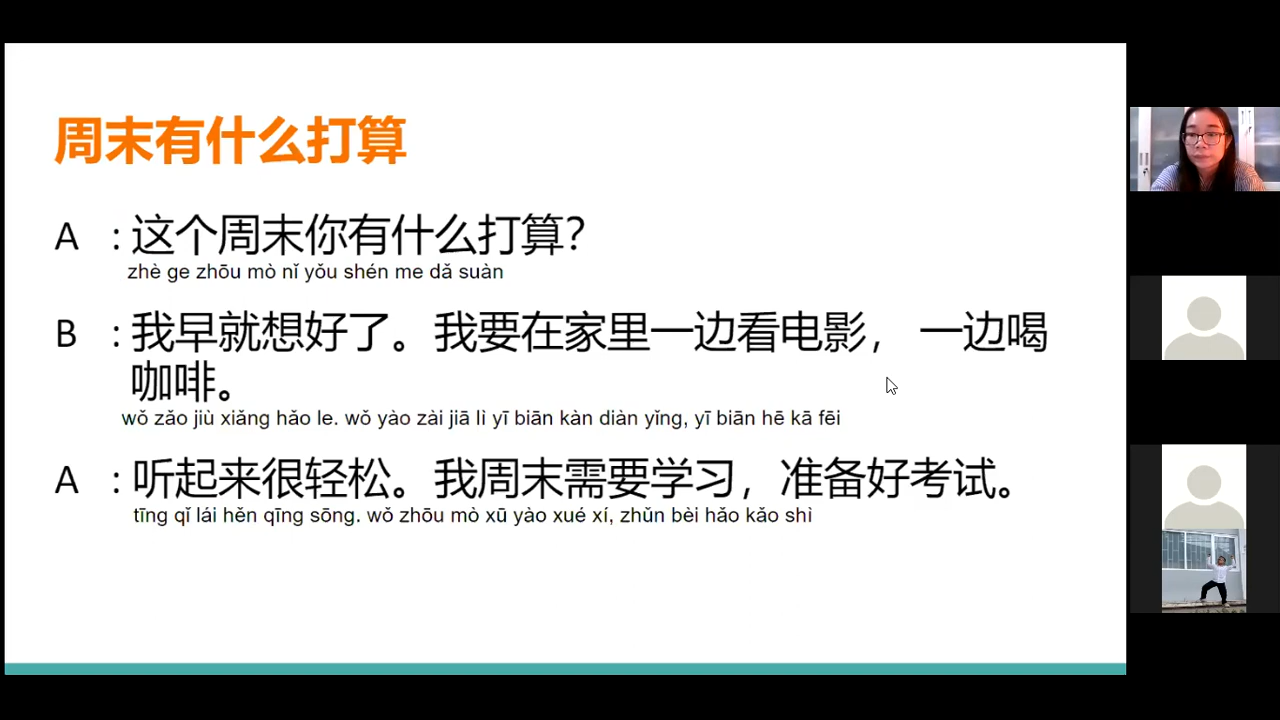 周末有什么打算
A : 这个周末你有什么打算?
zhè ge zhōu mò nǐ yǒu shén me dǎ suàn
B : 我早就想好了。我要在家里一边看电影， 一边喝
咖啡。
wǒ zǎo jiù xiǎng hǎo le. wǒ yào zài jiā lì yī biān kàn diàn yǐng, yī biān hē kā fēi
A : 听起来很轻松。我周末需要学习，准备好考试。
tīng qǐ lái hěn qīng sōng. wǒ zhōu mò xū yào xué xí, zhǔn bèi hǎo kǎo shì